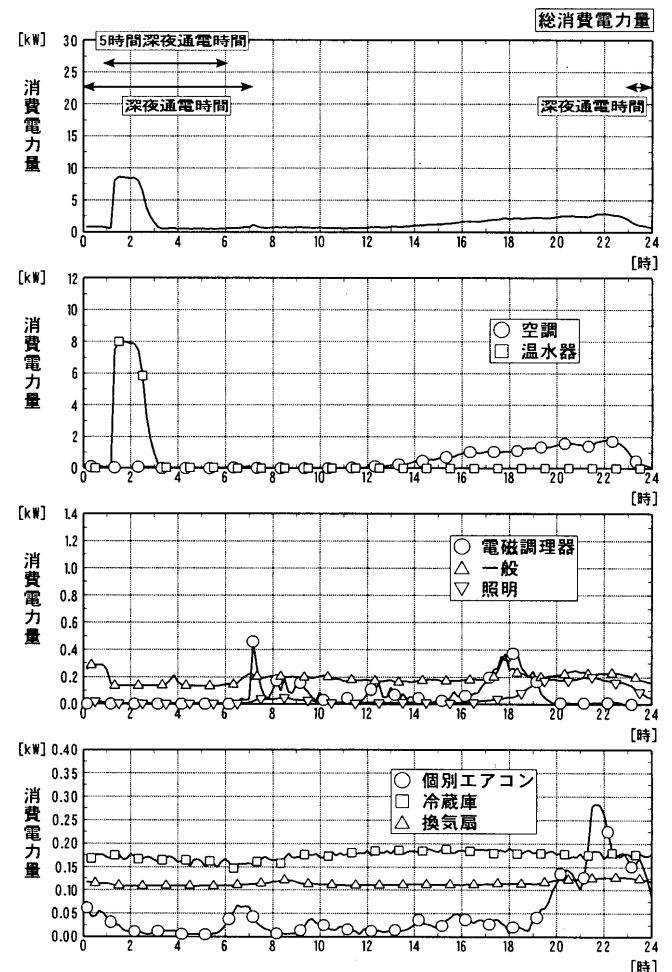 総消費電力量
[kW]
30
25
20
15
10
5
0
消費電力量
5時間深夜通電時間
深夜通電時間
深夜通電時間
0 2 4 6 8 10 12 14 16 18 20 22 24
[時]
[kW]
12
10
8
6
4
2
0
消費電力量
空調
温水器
0 2 4 6 8 10 12 14 16 18 20 22 24
[時]
[kW]
1.4
1.2
1.0
0.8
0.6
0.4
0.2
0.0
消費電力量
電磁調理器
一般
照明
0 2 4 6 8 10 12 14 16 18 20 22 24
[時]
[kW]
0.40
0.35
0.30
0.25
0.20
0.15
0.10
0.05
0.00
消費電力量
個別エアコン
冷蔵庫
換気扇
0 2 4 6 8 10 12 14 16 18 20 22 24
[時]